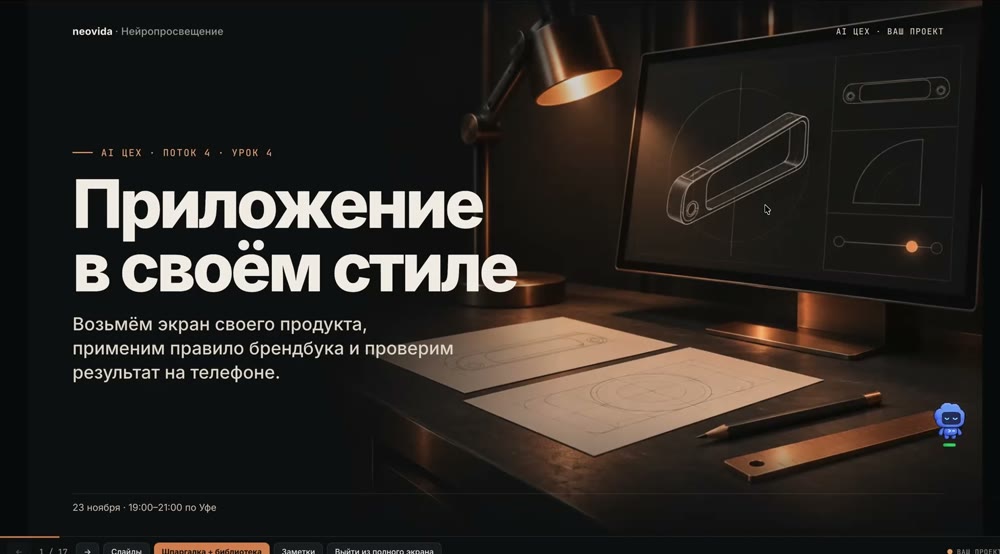 neovida · Нейропросвещение
AI ЦЕХ · ВАШ ПРОЕКТ
AI ЦЕХ · ПОТОК 4 · УРОК 4
Приложение
в своём стиле
Возьмём экран своего продукта,
применим правило брендбука и проверим
результат на телефоне.
23 ноября · 19:00–21:00 по Уфе
← 1 / 17 → Слайды Шпаргалка + библиотека Заметки Выйти из полного экрана ВАШ ПРОЕКТ